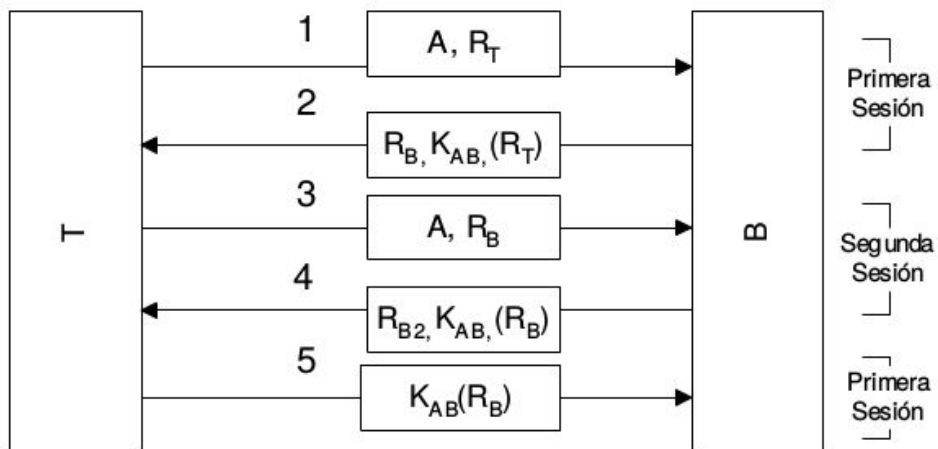 1
A, R_T
Primera
Sesión
2
R_B, K_AB, (R_T)
3
A, R_B
T
B
Segunda
Sesión
4
R_B2, K_AB, (R_B)
5
K_AB(R_B)
Primera
Sesión